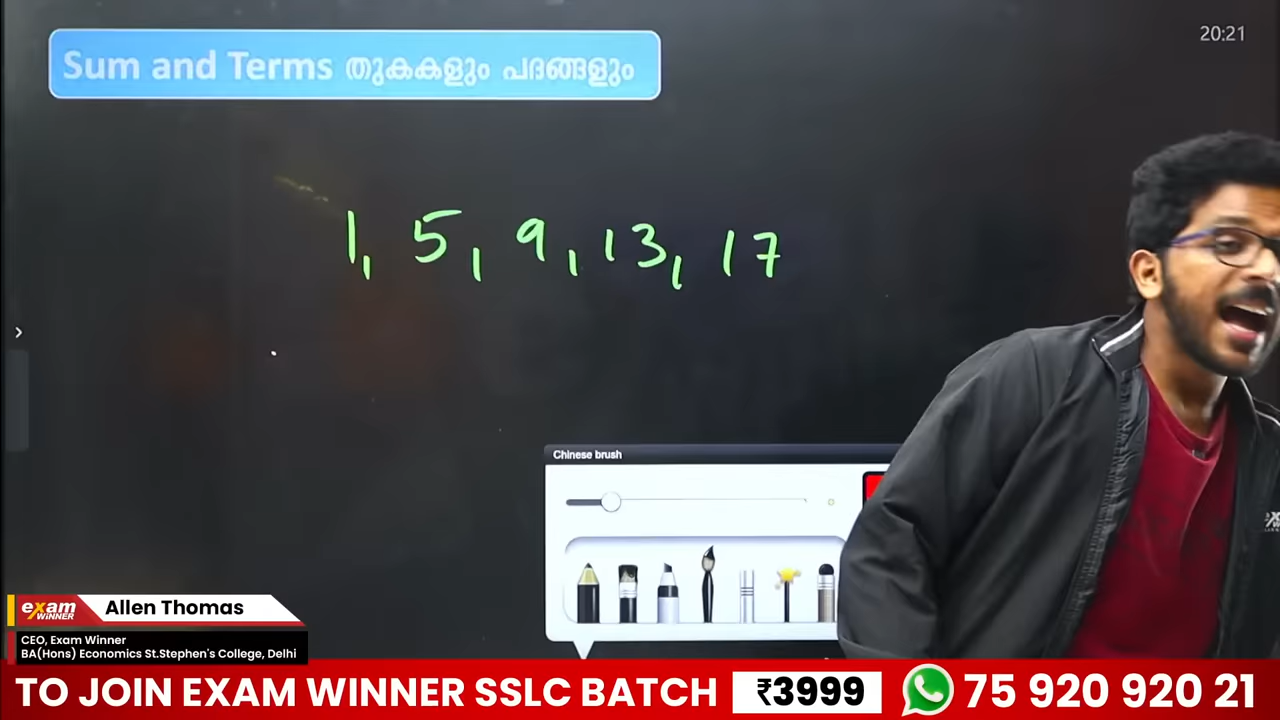 20:21
Sum and Terms തുകകളും പദങ്ങളും
1, 5, 9, 13, 17
Chinese brush
exam WINNER
Allen Thomas
CEO, Exam Winner
BA(Hons) Economics St.Stephen's College, Delhi
TO JOIN EXAM WINNER SSLC BATCH ₹3999 75 920 920 21